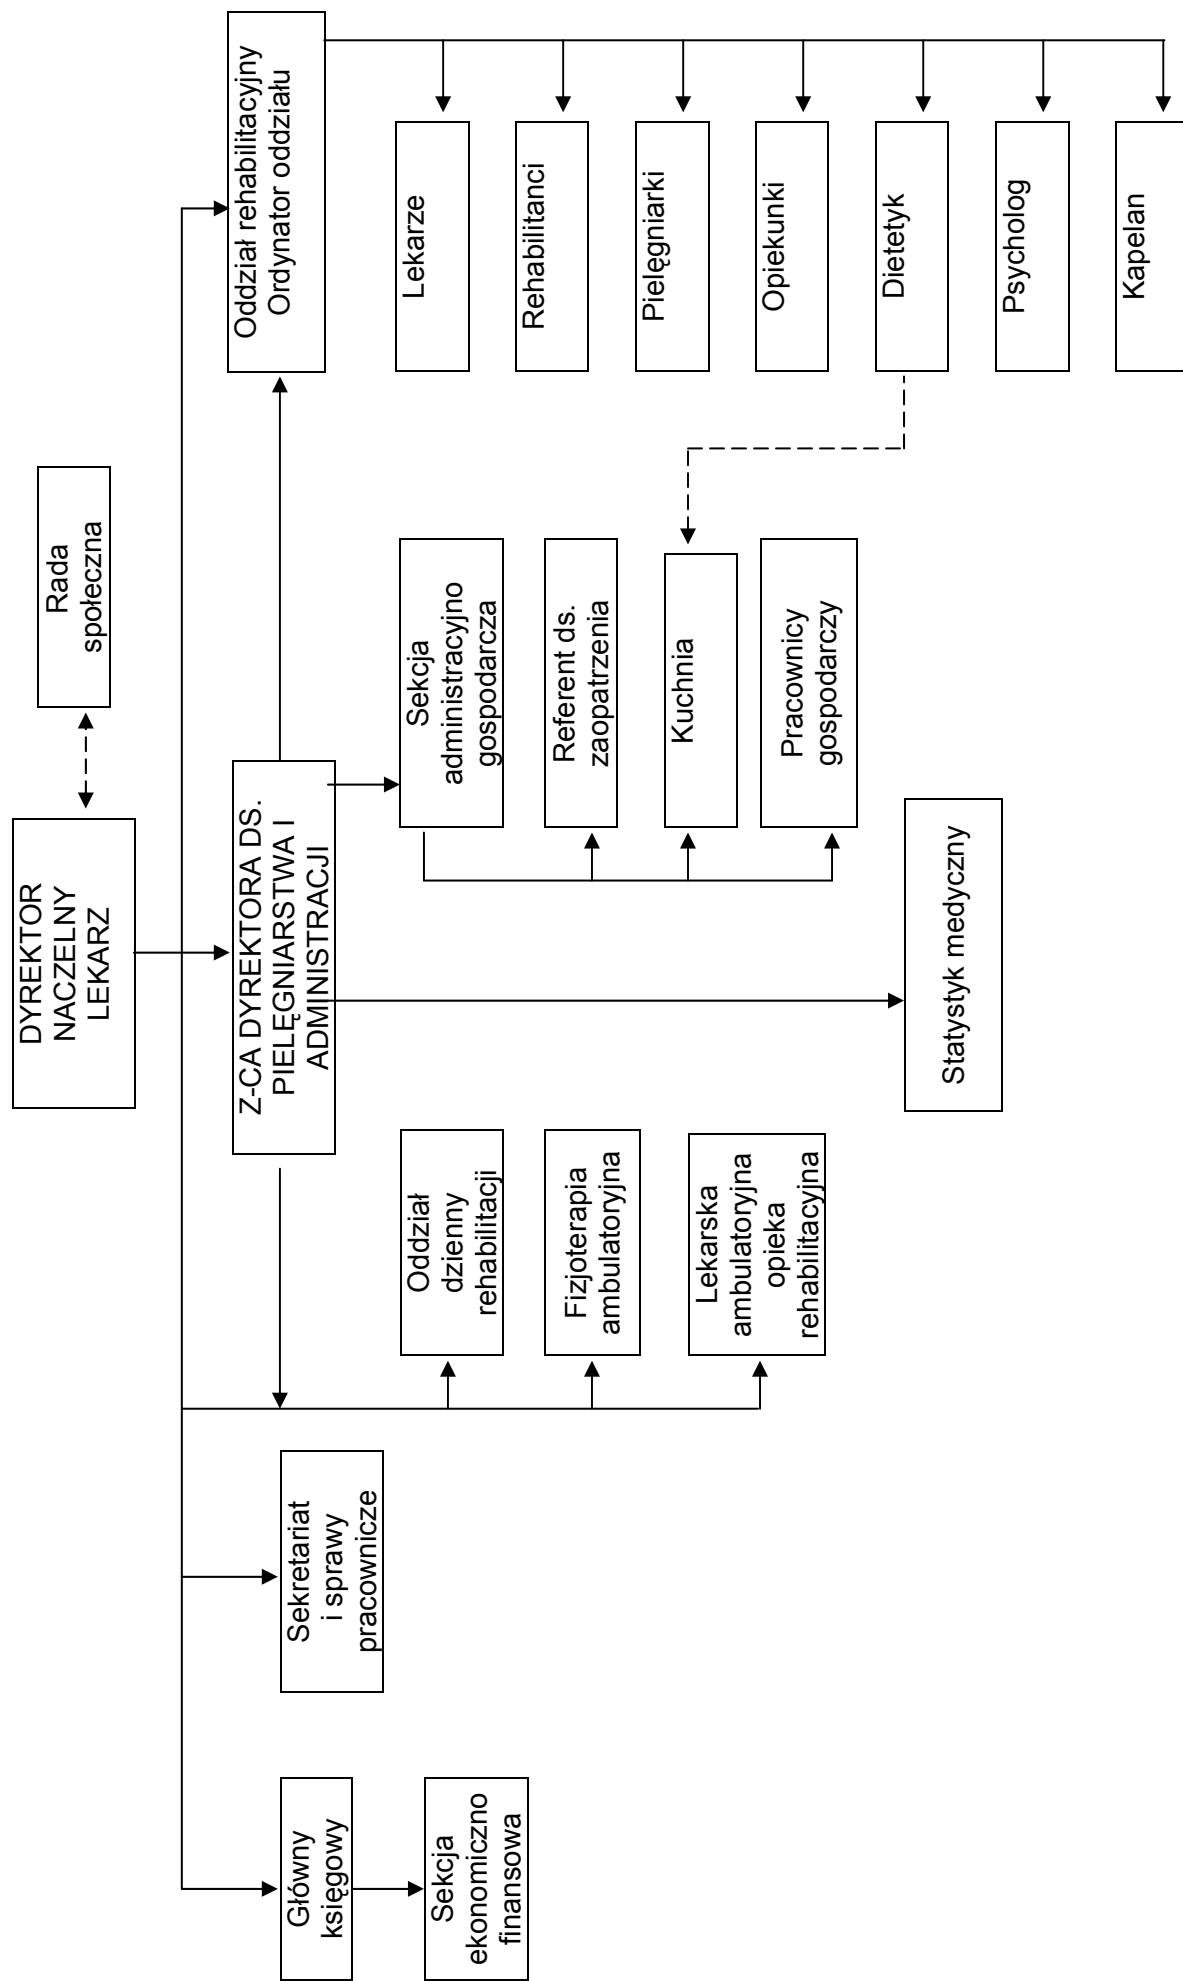 Rada
społeczna
DYREKTOR
NACZELNY
LEKARZ
Główny
księgowy
Sekcja
ekonomiczno
finansowa
Sekretariat
i sprawy
pracownicze
Oddział
dzienny
rehabilitacji
Fizjoterapia
ambulatoryjna
Lekarska
ambulatoryjna
opieka
rehabilitacyjna
Z-CA DYREKTORA DS.
PIELĘGNIARSTWA I
ADMINISTRACJI
Statystyk medyczny
Sekcja
administracyjno
gospodarcza
Referent ds.
zaopatrzenia
Kuchnia
Pracownicy
gospodarczy
Oddział rehabilitacyjny
Ordynator oddziału
Lekarze
Rehabilitanci
Pielęgniarki
Opiekunki
Dietetyk
Psycholog
Kapelan